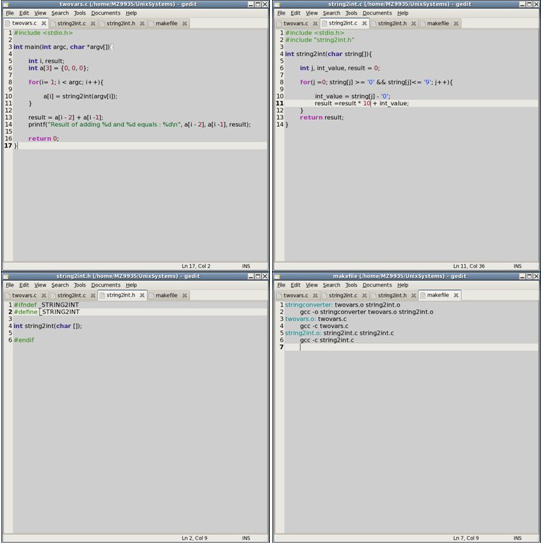 twovars.c (/home/MZ9935/UnixSystems) - gedit
File Edit View Search Tools Documents Help
twovars.c string2int.c string2int.h makefile
1 #include <stdio.h>
2
3 int main(int argc, char *argv[]){
4
5 int i, result;
6 int a[3] = {0, 0, 0};
7
8 for(i= 1; i < argc; i++){
9
10 a[i] = string2int(argv[i]);
11 }
12
13 result = a[i - 2] + a[i -1];
14 printf("Result of adding %d and %d equals : %d\n", a[i - 2], a[i -1], result);
15
16 return 0;
17 }
Ln 17, Col 2 INS
string2int.c (/home/MZ9935/UnixSystems) - gedit
File Edit View Search Tools Documents Help
twovars.c string2int.c string2int.h makefile
1 #include <stdio.h>
2 #include "string2int.h"
3
4 int string2int(char string[]){
5
6 int j, int_value, result = 0;
7
8 for(j =0; string[j] >= '0' && string[j]<= '9'; j++){
9
10 int_value = string[j] - '0';
11 result =result * 10 + int_value;
12 }
13 return result;
14 }
Ln 11, Col 36 INS
string2int.h (/home/MZ9935/UnixSystems) - gedit
File Edit View Search Tools Documents Help
twovars.c string2int.c string2int.h makefile
1 #ifndef _STRING2INT
2 #define _STRING2INT
3
4 int string2int(char []);
5
6 #endif
Ln 2, Col 9 INS
makefile (/home/MZ9935/UnixSystems) - gedit
File Edit View Search Tools Documents Help
twovars.c string2int.c string2int.h makefile
1 stringconverter: twovars.o string2int.o
2 gcc -o stringconverter twovars.o string2int.o
3 twovars.o: twovars.c
4 gcc -c twovars.c
5 string2int.o: string2int.c string2int.c
6 gcc -c string2int.c
7
Ln 7, Col 9 INS